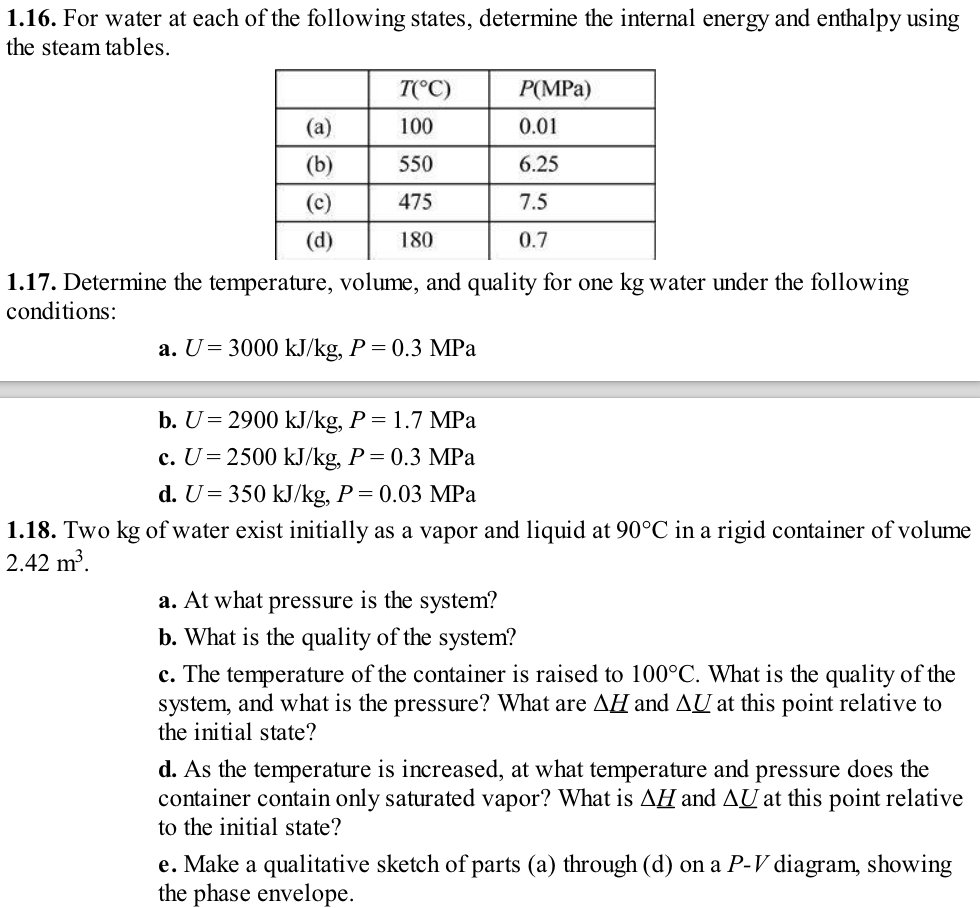 1.16. For water at each of the following states, determine the internal energy and enthalpy using
the steam tables.
T(°C) P(MPa)
(a) 100 0.01
(b) 550 6.25
(c) 475 7.5
(d) 180 0.7
1.17. Determine the temperature, volume, and quality for one kg water under the following
conditions:
a. U = 3000 kJ/kg, P = 0.3 MPa
b. U = 2900 kJ/kg, P = 1.7 MPa
c. U = 2500 kJ/kg, P = 0.3 MPa
d. U = 350 kJ/kg, P = 0.03 MPa
1.18. Two kg of water exist initially as a vapor and liquid at 90°C in a rigid container of volume
2.42 m³.
a. At what pressure is the system?
b. What is the quality of the system?
c. The temperature of the container is raised to 100°C. What is the quality of the
system, and what is the pressure? What are ΔH and ΔU at this point relative to
the initial state?
d. As the temperature is increased, at what temperature and pressure does the
container contain only saturated vapor? What is ΔH and ΔU at this point relative
to the initial state?
e. Make a qualitative sketch of parts (a) through (d) on a P-V diagram, showing
the phase envelope.